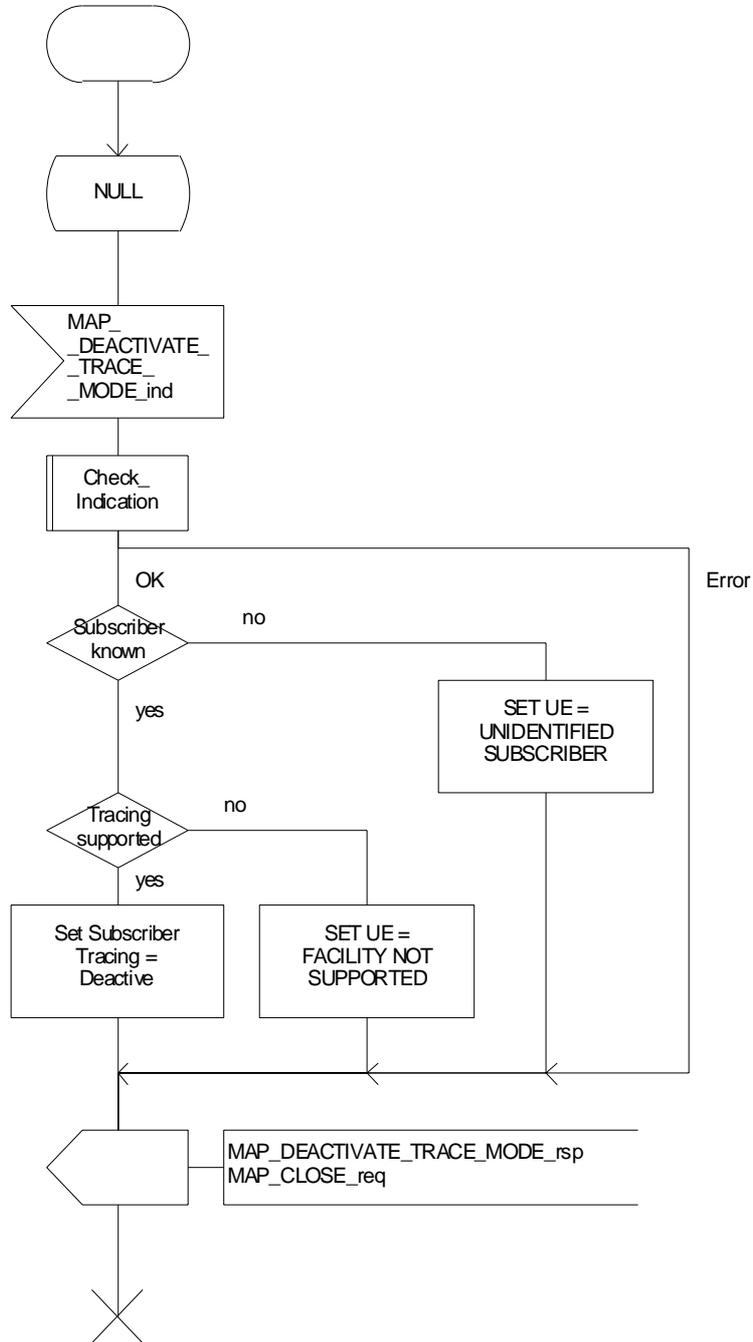 NULL
MAP_
_DEACTIVATE_
_TRACE_
_MODE_ind
Check_
Indication
OK
Error
Subscriber
known
no
yes
SET UE =
UNIDENTIFIED
SUBSCRIBER
Tracing
supported
no
yes
Set Subscriber
Tracing =
Deactive
SET UE =
FACILITY NOT
SUPPORTED
MAP_DEACTIVATE_TRACE_MODE_rsp
MAP_CLOSE_req